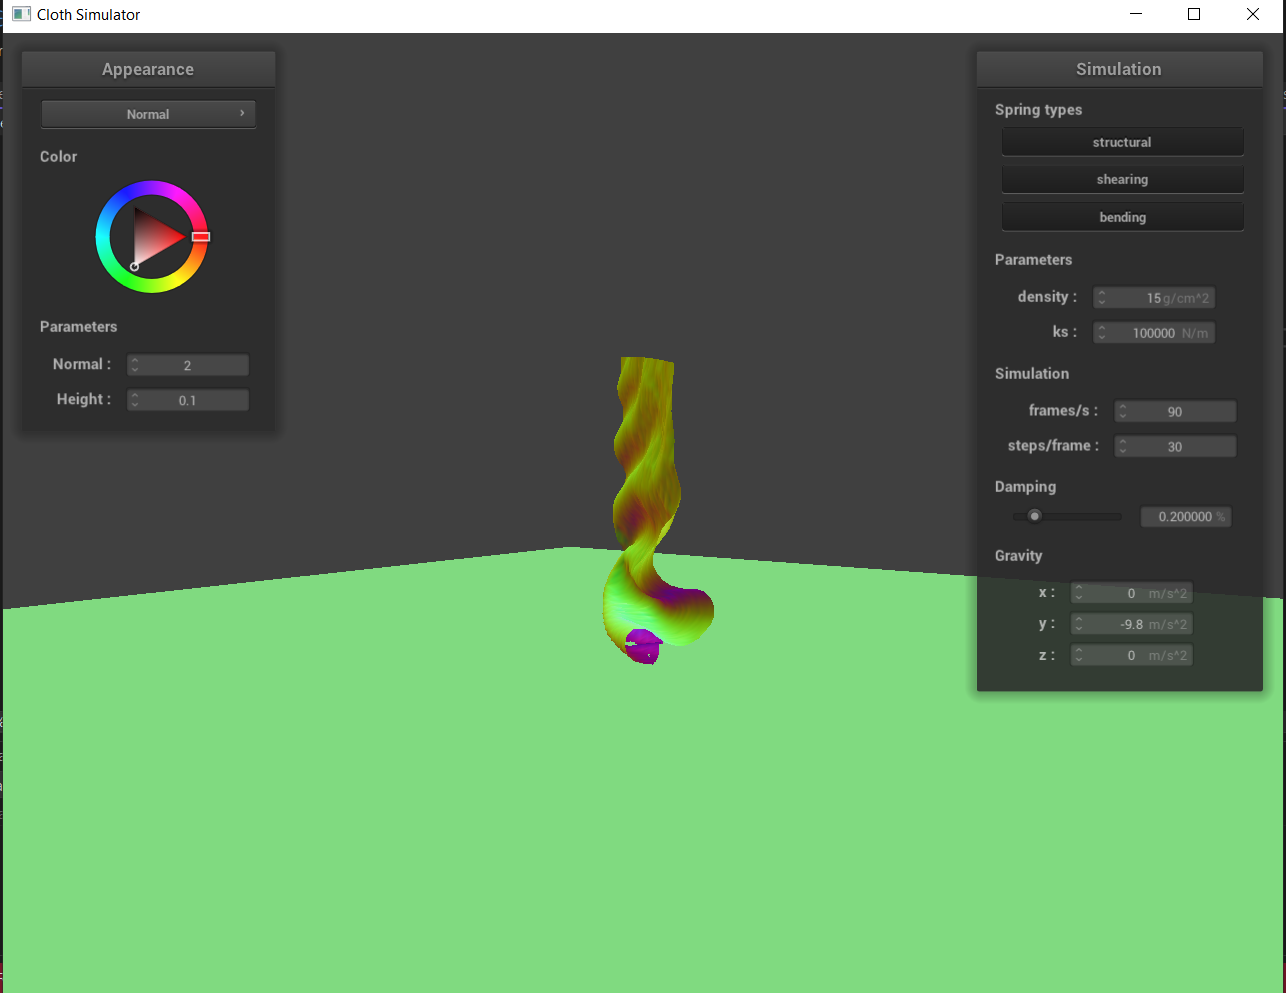 Cloth Simulator
Appearance
Normal
Color
Parameters
Normal : 2
Height : 0.1
Simulation
Spring types
structural
shearing
bending
Parameters
density : 15 g/cm^2
ks : 100000 N/m
Simulation
frames/s : 90
steps/frame : 30
Damping
0.200000 %
Gravity
x : 0 m/s^2
y : -9.8 m/s^2
z : 0 m/s^2